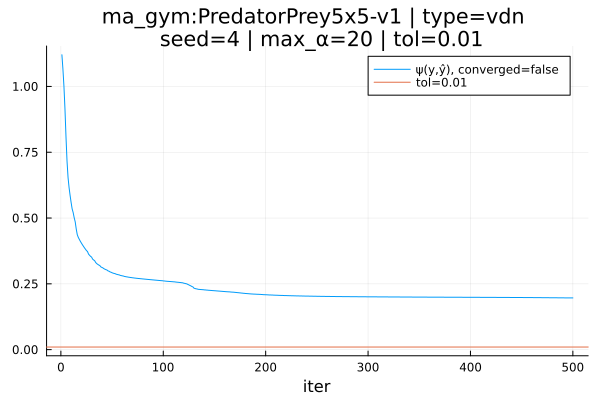 ma_gym:PredatorPrey5x5-v1 | type=vdn
seed=4 | max_α=20 | tol=0.01
ψ(y,ŷ), converged=false
tol=0.01
1.00
0.75
0.50
0.25
0.00
0 100 200 300 400 500
iter